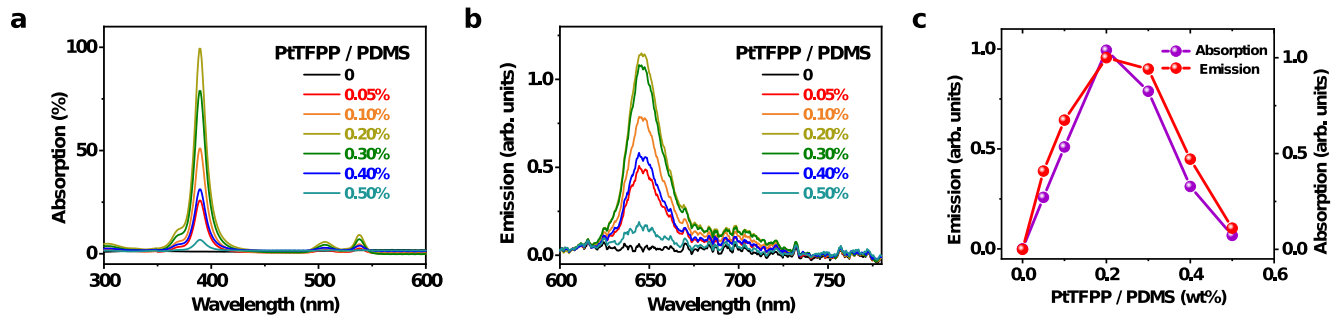 a
PtTFPP / PDMS
0
0.05%
0.10%
0.20%
0.30%
0.40%
0.50%
100
50
0
Absorption (%)
300
400
500
600
Wavelength (nm)
b
PtTFPP / PDMS
0
0.05%
0.10%
0.20%
0.30%
0.40%
0.50%
1.0
0.5
0.0
Emission (arb. units)
600
650
700
750
Wavelength (nm)
c
Absorption
Emission
1.0
0.5
0.0
Emission (arb. units)
1.0
0.5
0.0
Absorption (arb. units)
0.0
0.2
0.4
0.6
PtTFPP / PDMS (wt%)